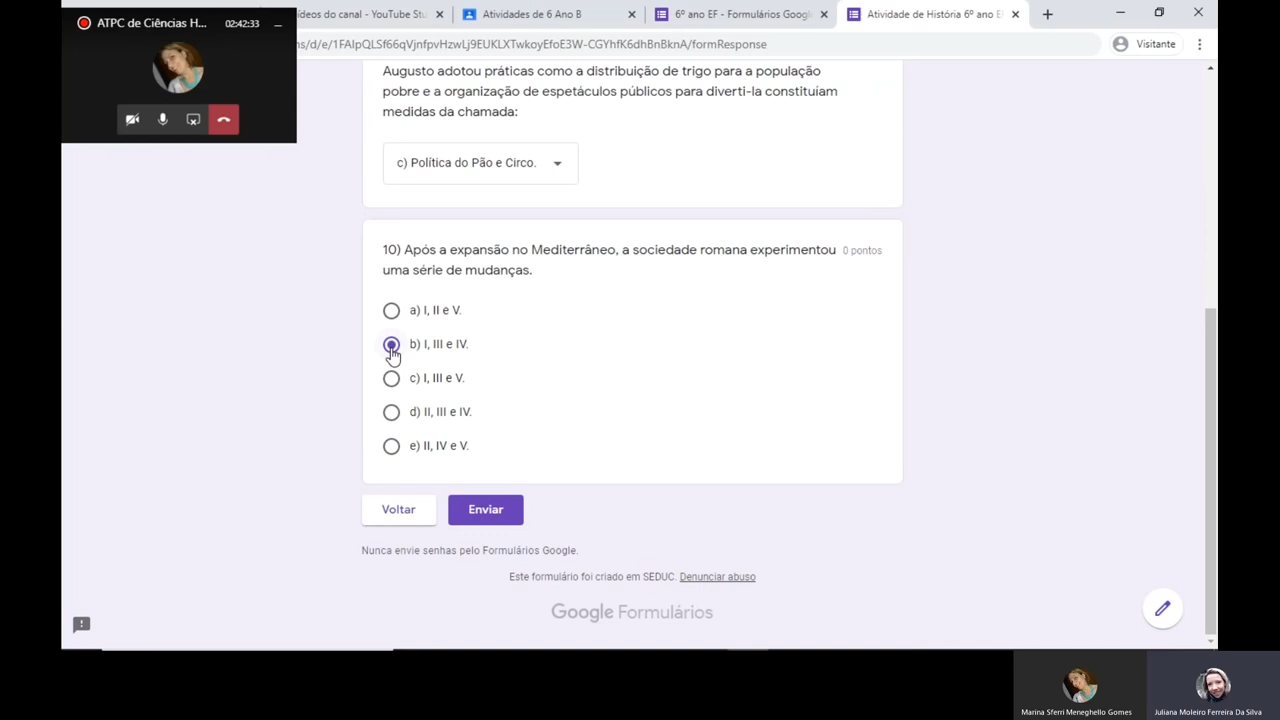 ATPC de Ciências H... 02:42:33
ídeos do canal - YouTube Stu
Atividades de 6 Ano B
6º ano EF - Formulários Googl
Atividade de História 6º ano E
ns/d/e/1FAIpQLSf66qVjnfpvHzwLj9EUKLXTwkoyEfoE3W-CGYhfK6dhBnBknA/formResponse
Visitante
Augusto adotou práticas como a distribuição de trigo para a população
pobre e a organização de espetáculos públicos para diverti-la constituíam
medidas da chamada:
c) Política do Pão e Circo.
10) Após a expansão no Mediterrâneo, a sociedade romana experimentou 0 pontos
uma série de mudanças.
a) I, II e V.
b) I, III e IV.
c) I, III e V.
d) II, III e IV.
e) II, IV e V.
Voltar Enviar
Nunca envie senhas pelo Formulários Google.
Este formulário foi criado em SEDUC. Denunciar abuso
Google Formulários
Marina Sferri Meneghello Gomes
Juliana Moleiro Ferreira Da Silva